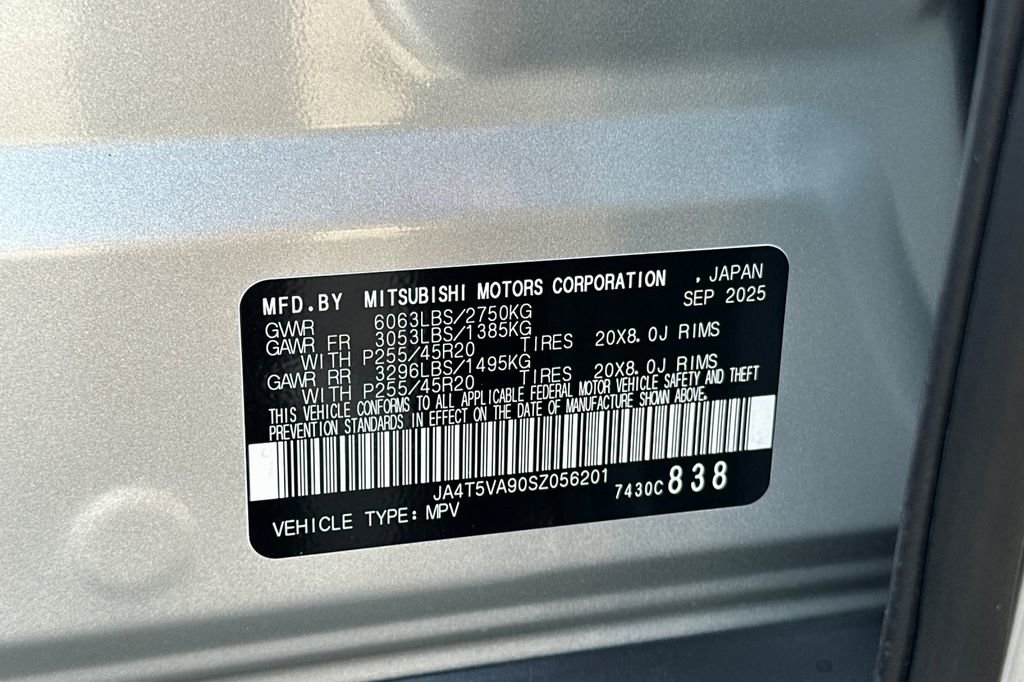 MFD.BY MITSUBISHI MOTORS CORPORATION , JAPAN
SEP 2025
GVWR 6063LBS/2750KG
GAWR FR 3053LBS/1385KG
WITH P255/45R20 TIRES 20X8.0J RIMS
GAWR RR 3296LBS/1495KG
WITH P255/45R20 TIRES 20X8.0J RIMS
THIS VEHICLE CONFORMS TO ALL APPLICABLE FEDERAL MOTOR VEHICLE SAFETY AND THEFT
PREVENTION STANDARDS IN EFFECT ON THE DATE OF MANUFACTURE SHOWN ABOVE.
JA4T5VA90SZ056201 7430C 838
VEHICLE TYPE: MPV